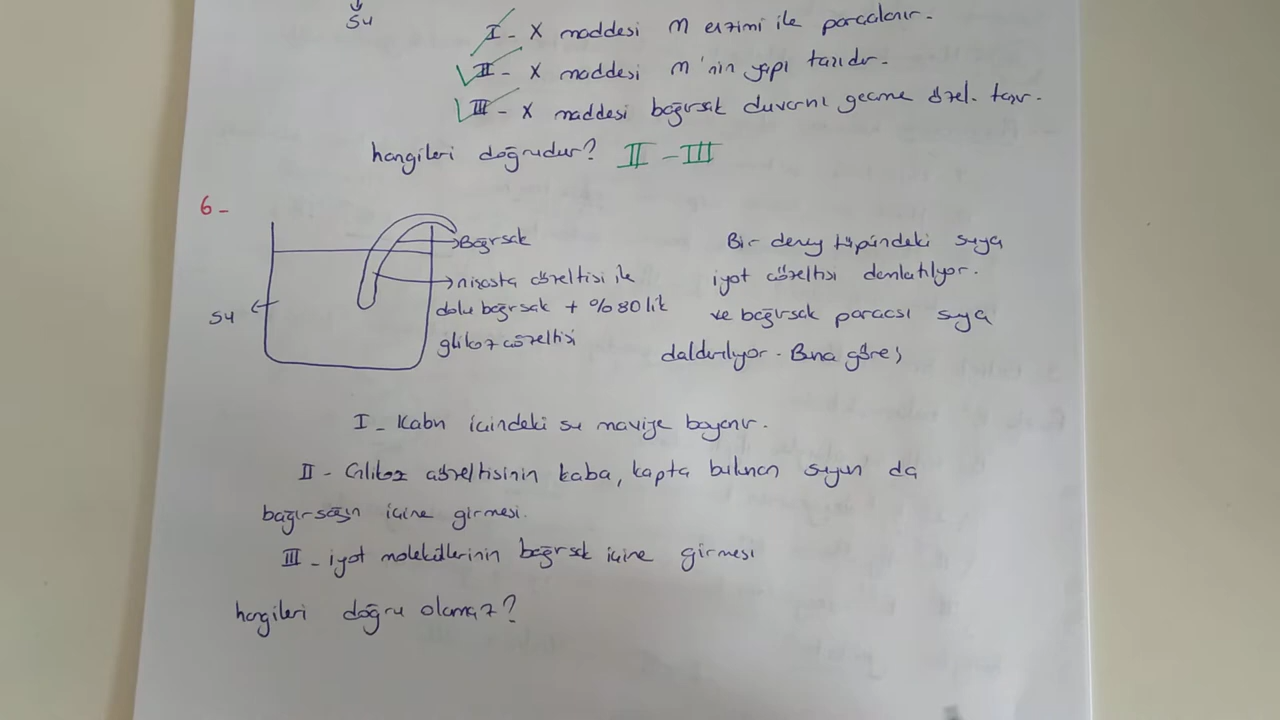 Su
I - X maddesi M enzimi ile parçalanır.
II - X maddesi M'nin yapı taşıdır.
III - X maddesi bağırsak duvarını geçme özel. taşır.
hangileri doğrudur? II - III
6-
Bağırsak
nişasta çözeltisi ile
dolu bağırsak + %80 lik
glikoz çözeltisi
Su
Bir deney tüpündeki suya
iyot çözeltisi damlatılıyor.
ve bağırsak parçası suya
daldırılıyor. Buna göre;
I - Kabın içindeki su maviye boyanır.
II - Glikoz çözeltisinin kaba, kapta bulunan suyun da
bağırsağın içine girmesi.
III - iyot moleküllerinin bağırsak içine girmesi
hangileri doğru olamaz?